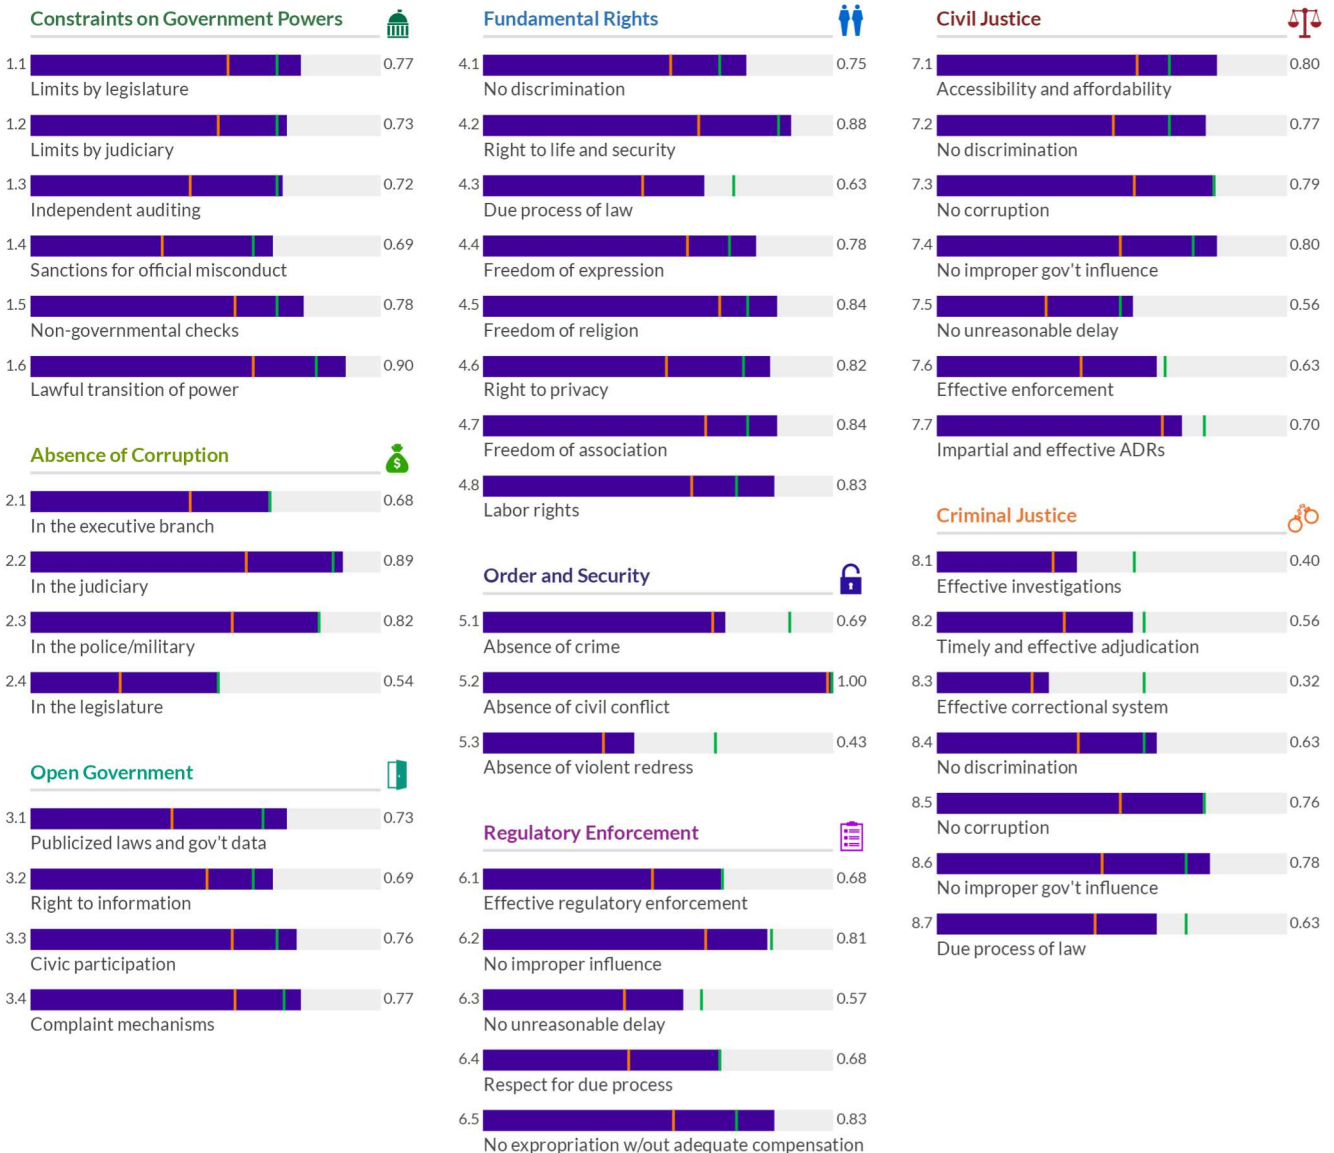 Constraints on Government Powers
1.1 0.77
Limits by legislature
1.2 0.73
Limits by judiciary
1.3 0.72
Independent auditing
1.4 0.69
Sanctions for official misconduct
1.5 0.78
Non-governmental checks
1.6 0.90
Lawful transition of power
Absence of Corruption
$
2.1 0.68
In the executive branch
2.2 0.89
In the judiciary
2.3 0.82
In the police/military
2.4 0.54
In the legislature
Open Government
3.1 0.73
Publicized laws and gov't data
3.2 0.69
Right to information
3.3 0.76
Civic participation
3.4 0.77
Complaint mechanisms
Fundamental Rights
4.1 0.75
No discrimination
4.2 0.88
Right to life and security
4.3 0.63
Due process of law
4.4 0.78
Freedom of expression
4.5 0.84
Freedom of religion
4.6 0.82
Right to privacy
4.7 0.84
Freedom of association
4.8 0.83
Labor rights
Order and Security
5.1 0.69
Absence of crime
5.2 1.00
Absence of civil conflict
5.3 0.43
Absence of violent redress
Regulatory Enforcement
6.1 0.68
Effective regulatory enforcement
6.2 0.81
No improper influence
6.3 0.57
No unreasonable delay
6.4 0.68
Respect for due process
6.5 0.83
No expropriation w/out adequate compensation
Civil Justice
7.1 0.80
Accessibility and affordability
7.2 0.77
No discrimination
7.3 0.79
No corruption
7.4 0.80
No improper gov't influence
7.5 0.56
No unreasonable delay
7.6 0.63
Effective enforcement
7.7 0.70
Impartial and effective ADRs
Criminal Justice
8.1 0.40
Effective investigations
8.2 0.56
Timely and effective adjudication
8.3 0.32
Effective correctional system
8.4 0.63
No discrimination
8.5 0.76
No corruption
8.6 0.78
No improper gov't influence
8.7 0.63
Due process of law